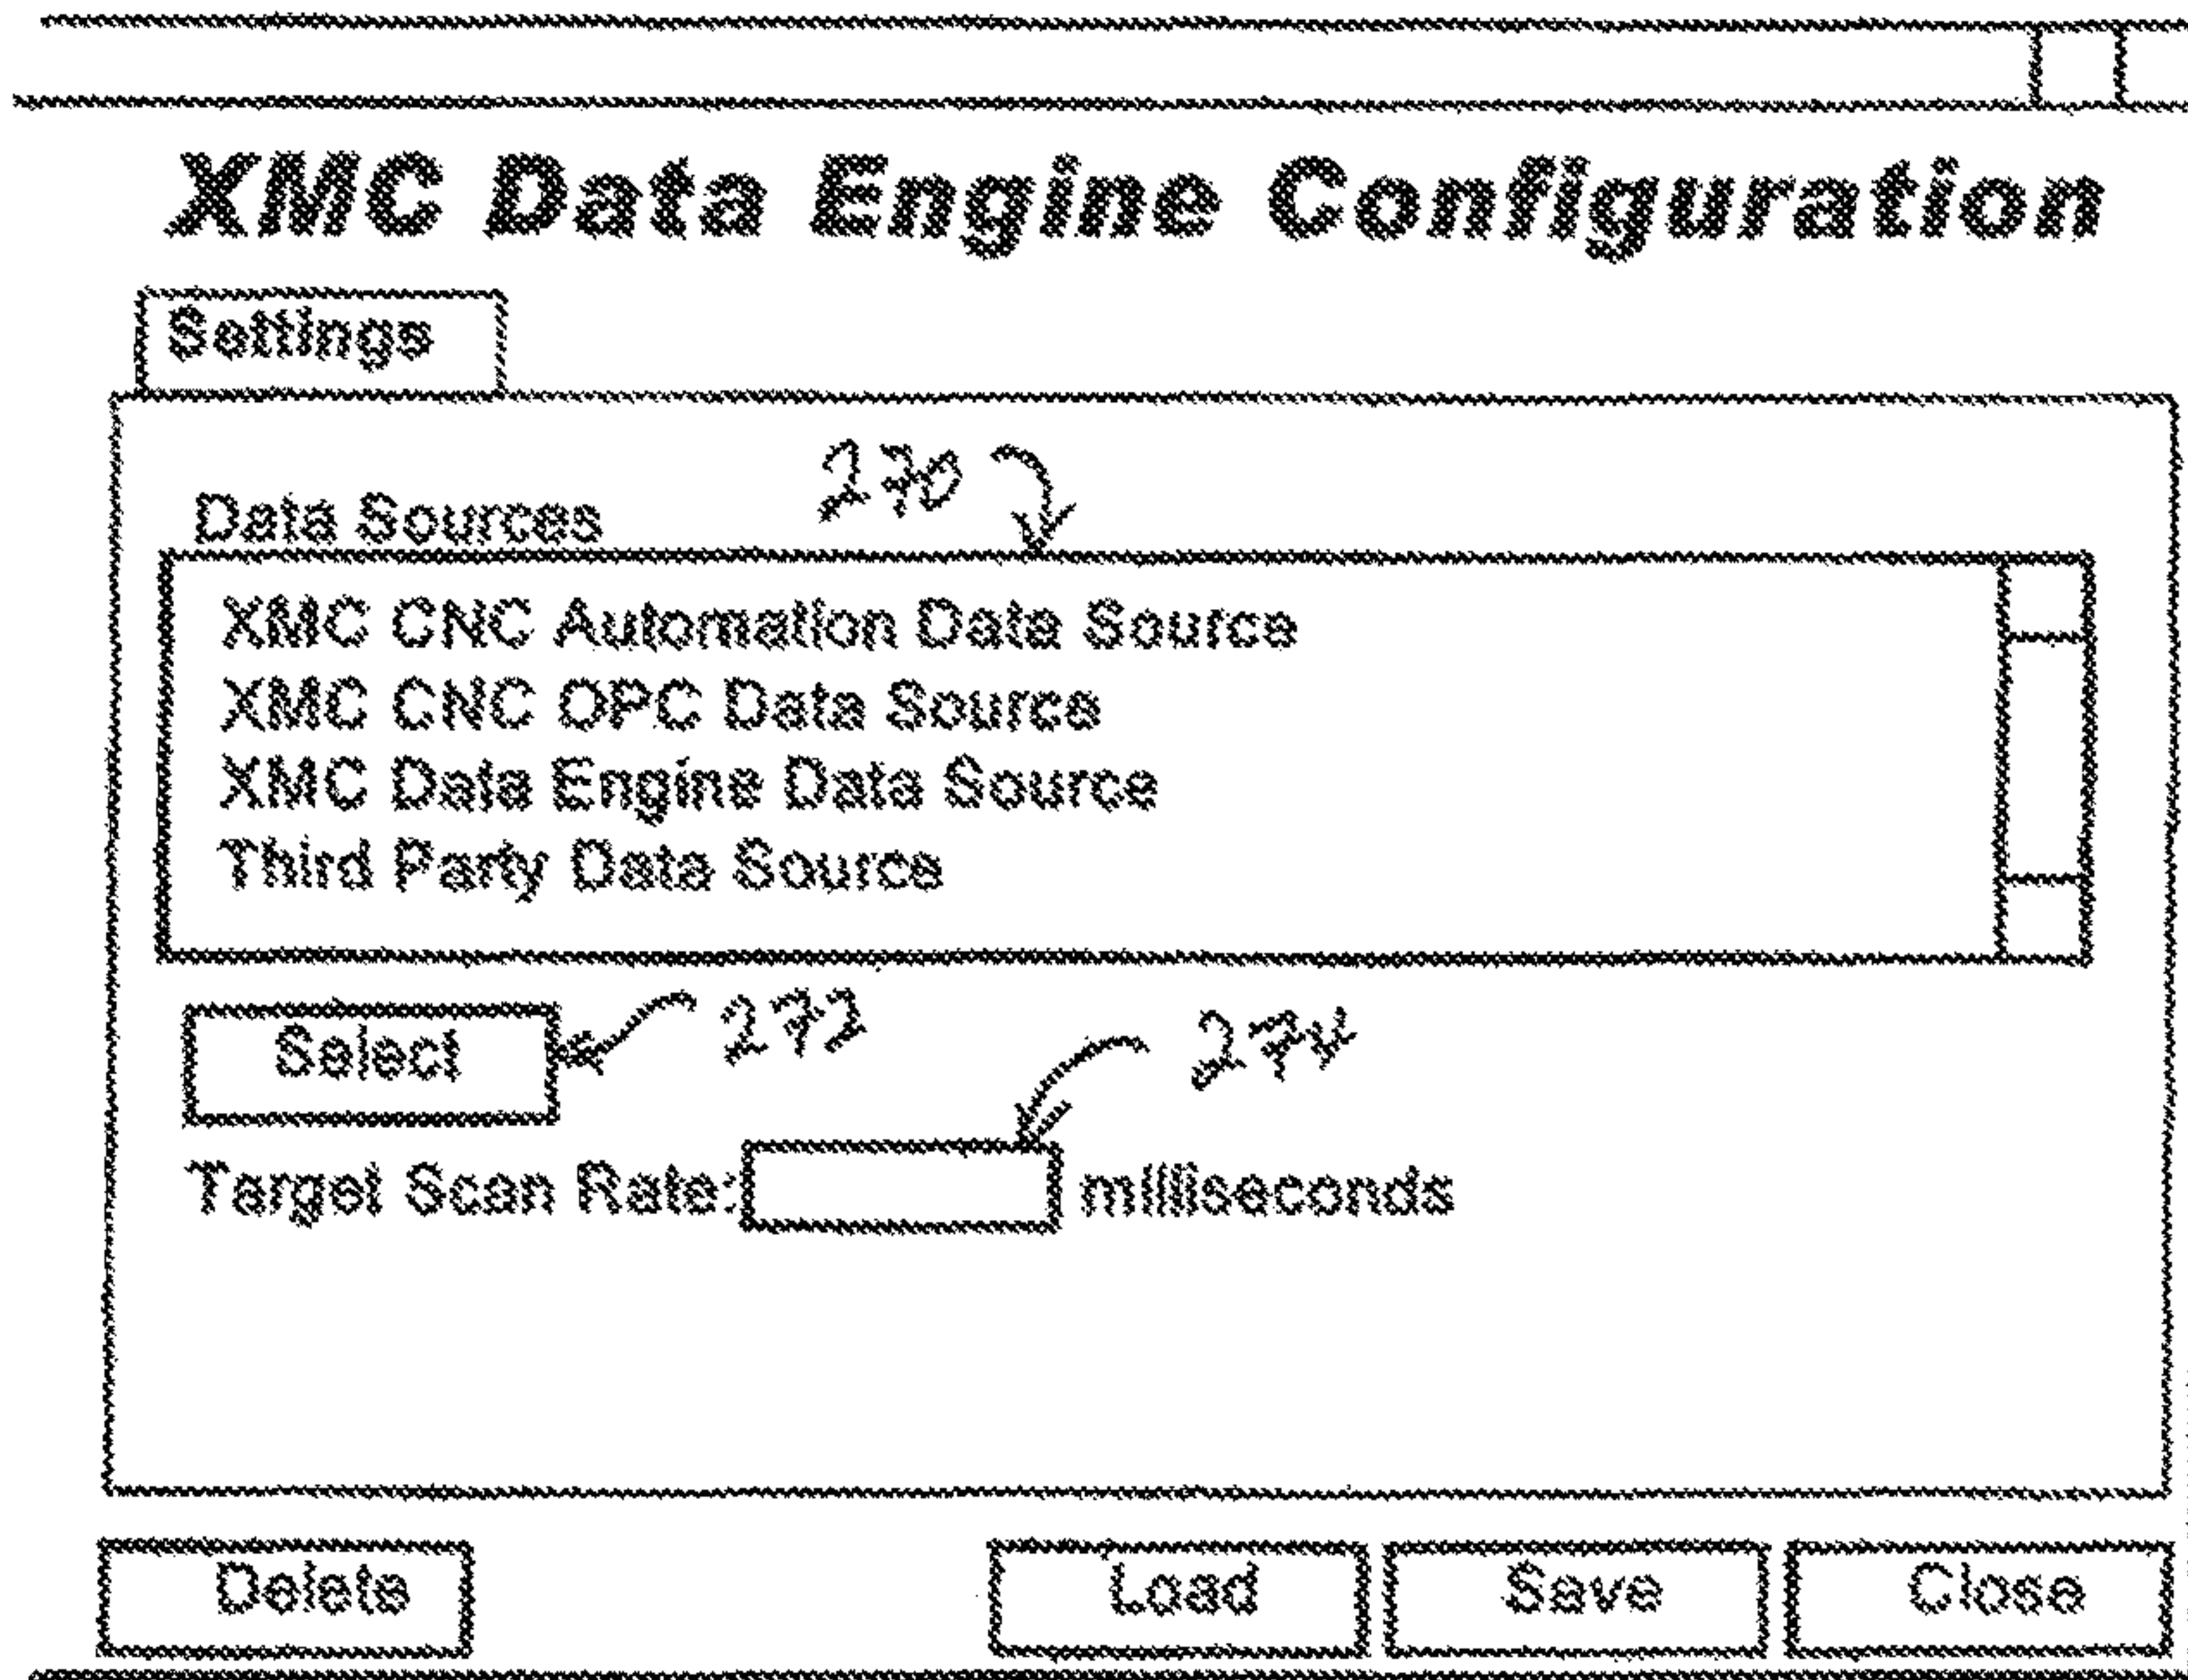 XMC Data Engine Configuration
Settings
270
Data Sources
XMC CNC Automation Data Source
XMC CNC OPC Data Source
XMC Data Engine Data Source
Third Party Data Source
Select 272 274
Target Scan Rate: milliseconds
Delete Load Save Close